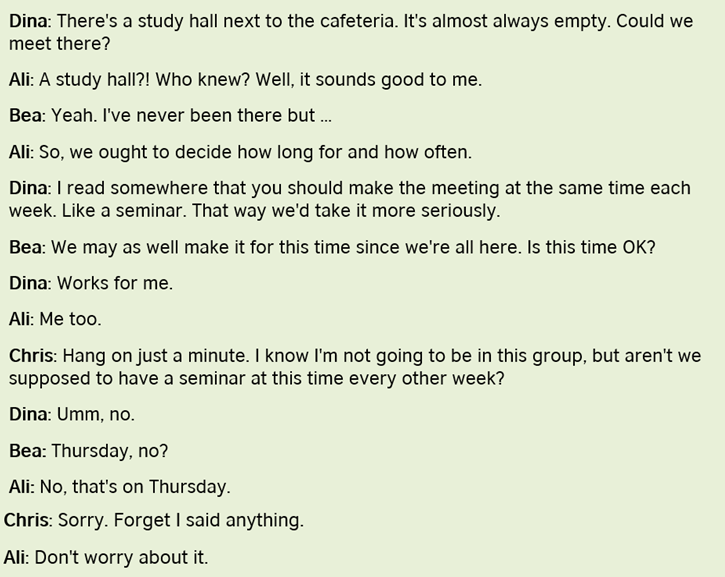 Dina: There's a study hall next to the cafeteria. It's almost always empty. Could we
meet there?
Ali: A study hall?! Who knew? Well, it sounds good to me.
Bea: Yeah. I've never been there but ...
Ali: So, we ought to decide how long for and how often.
Dina: I read somewhere that you should make the meeting at the same time each
week. Like a seminar. That way we'd take it more seriously.
Bea: We may as well make it for this time since we're all here. Is this time OK?
Dina: Works for me.
Ali: Me too.
Chris: Hang on just a minute. I know I'm not going to be in this group, but aren't we
supposed to have a seminar at this time every other week?
Dina: Umm, no.
Bea: Thursday, no?
Ali: No, that's on Thursday.
Chris: Sorry. Forget I said anything.
Ali: Don't worry about it.